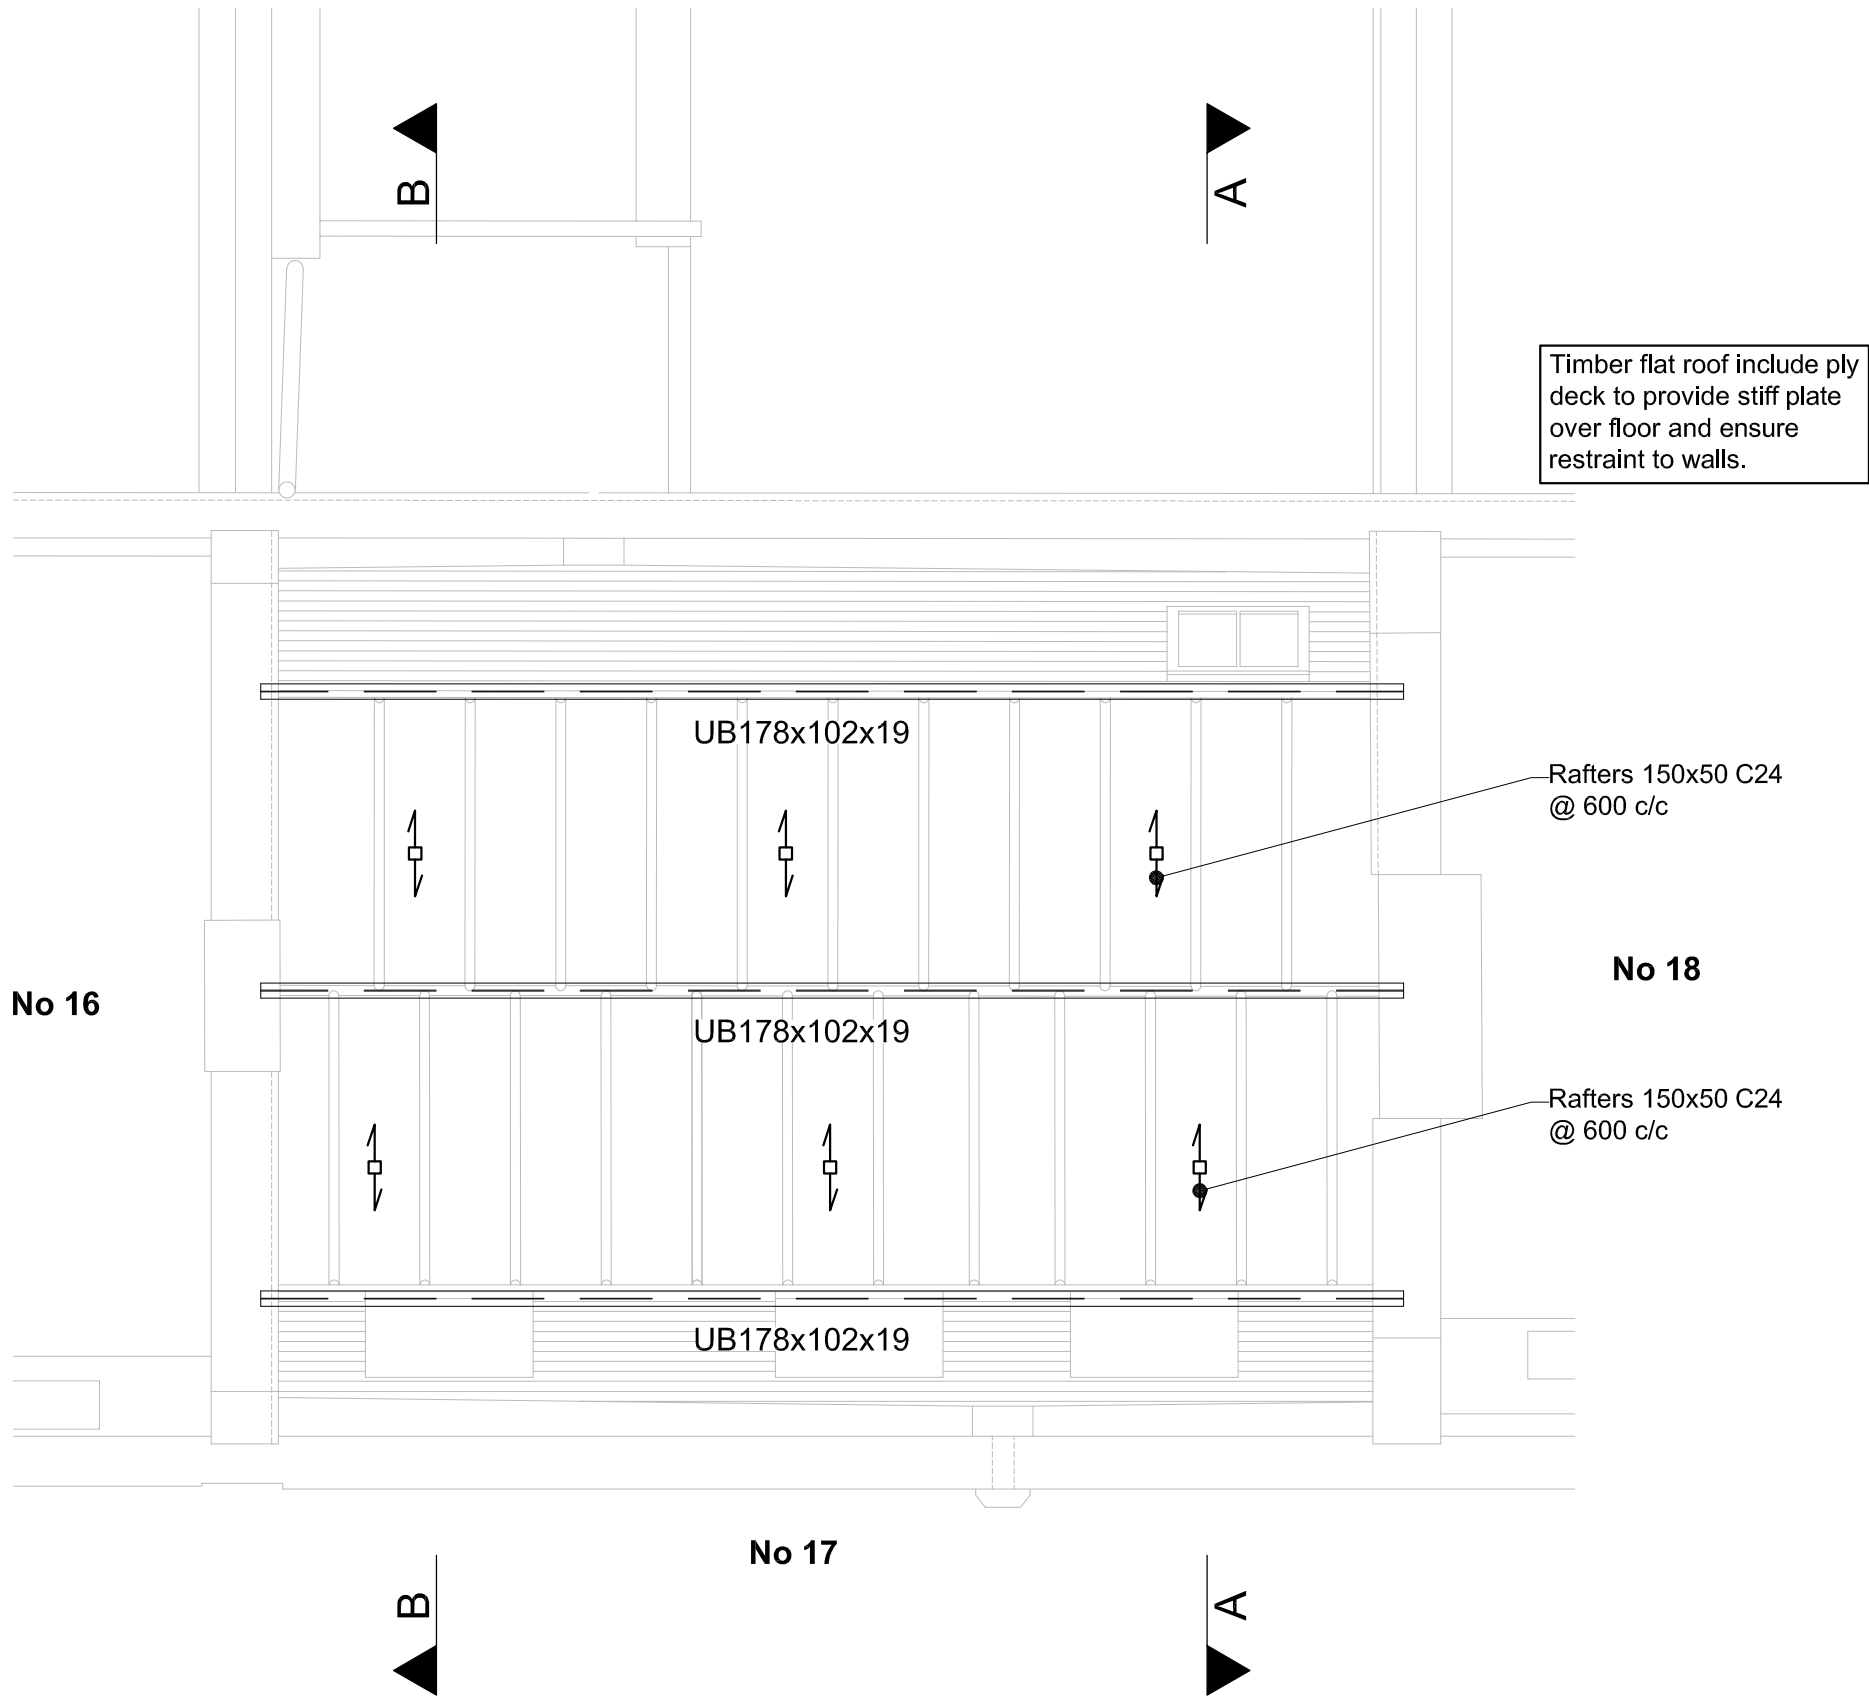 B
A
Timber flat roof include ply
deck to provide stiff plate
over floor and ensure
restraint to walls.
UB178x102x19
Rafters 150x50 C24
@ 600 c/c
No 18
No 16
UB178x102x19
Rafters 150x50 C24
@ 600 c/c
UB178x102x19
No 17
B
A